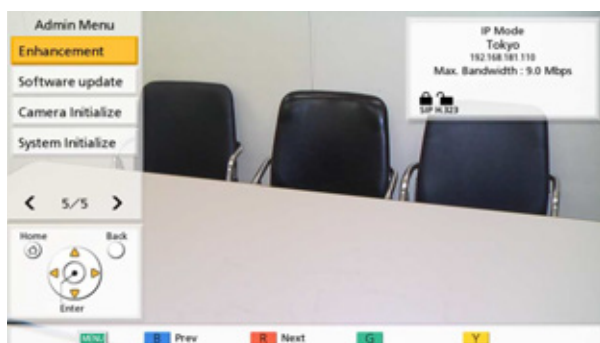 Admin Menu
Enhancement
Software update
Camera Initialize
System Initialize
< 5/5 >
Home
Back
Enter
IP Mode
Tokyo
192.168.181.110
Max. Bandwidth : 9.0 Mbps
SIP H.323
MENU B Prev R Next G Y